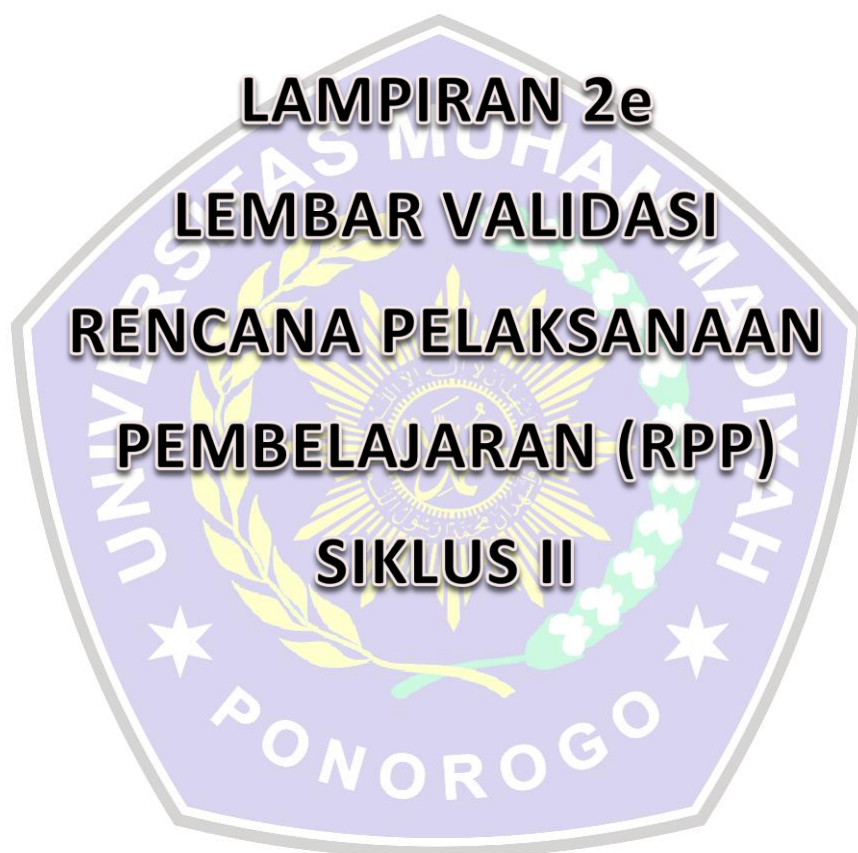 LAMPIRAN 2e
LEMBAR VALIDASI
RENCANA PELAKSANAAN
PEMBELAJARAN (RPP)
SIKLUS II
UNIVERSITAS MUHAMMADIYAH
PONOROGO